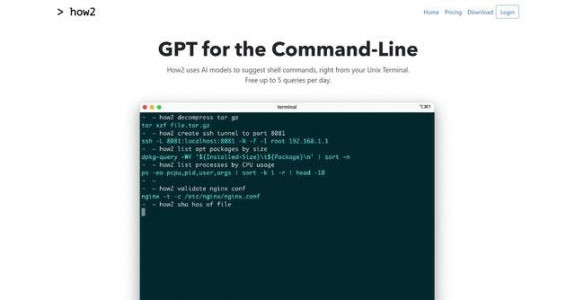 > how2
Home Pricing Download Login
GPT for the Command-Line
How2 uses AI models to suggest shell commands, right from your Unix Terminal.
Free up to 5 queries per day.
terminal
→ ~ how2 decompress tar gz
tar xzf file.tar.gz
→ ~ how2 create ssh tunnel to port 8081
ssh -L 8081:localhost:8081 -N -f -l root 192.168.1.1
→ ~ how2 list apt packages by size
dpkg-query -Wf '${Installed-Size}\t${Package}\n' | sort -n
→ ~ how2 list processes by CPU usage
ps -eo pcpu,pid,user,args | sort -k 1 -r | head -10
→ ~
→ ~ how2 validate nginx conf
nginx -t -c /etc/nginx/nginx.conf
→ ~ how2 sha has of file